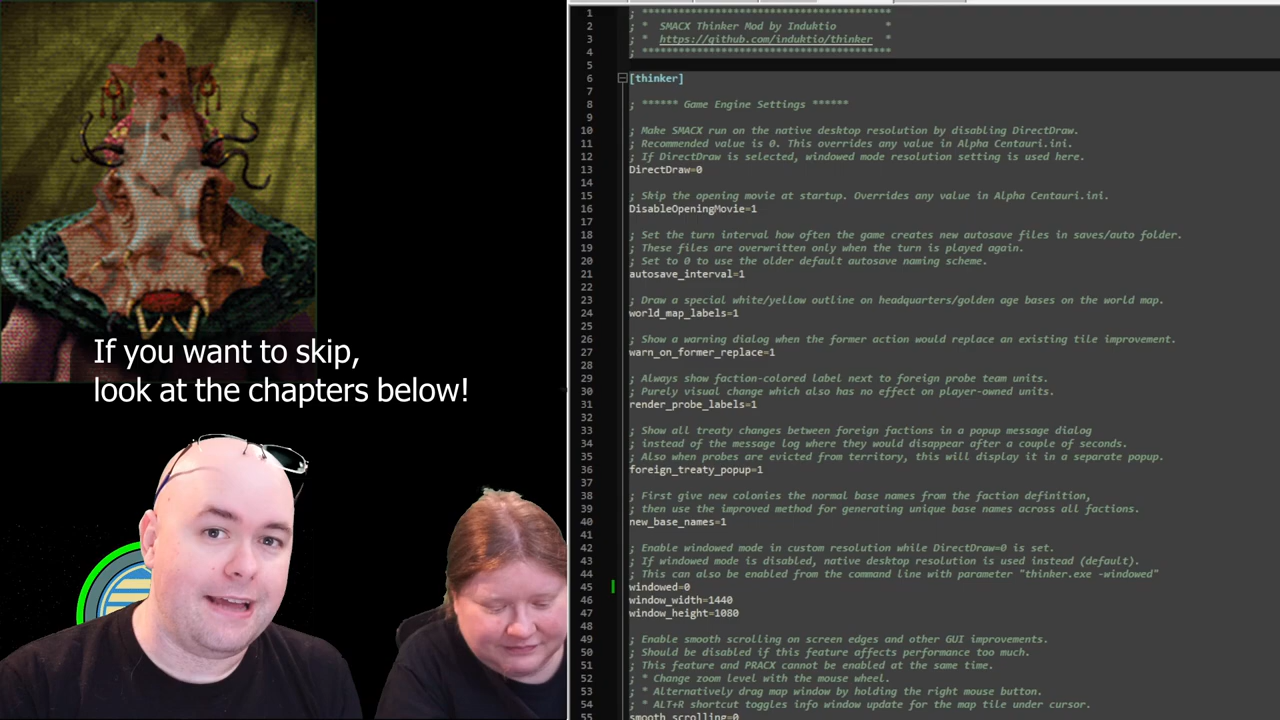 If you want to skip,
look at the chapters below!
1 ; ****************************************
2 ; *  SMACX Thinker Mod by Induktio        *
3 ; *  https://github.com/induktio/thinker  *
4 ; ****************************************
5
6 [thinker]
7
8 ; ****** Game Engine Settings ******
9
10 ; Make SMACX run on the native desktop resolution by disabling DirectDraw.
11 ; Recommended value is 0. This overrides any value in Alpha Centauri.ini.
12 ; If DirectDraw is selected, windowed mode resolution setting is used here.
13 DirectDraw=0
14
15 ; Skip the opening movie at startup. Overrides any value in Alpha Centauri.ini.
16 DisableOpeningMovie=1
17
18 ; Set the turn interval how often the game creates new autosave files in saves/auto folder.
19 ; These files are overwritten only when the turn is played again.
20 ; Set to 0 to use the older default autosave naming scheme.
21 autosave_interval=1
22
23 ; Draw a special white/yellow outline on headquarters/golden age bases on the world map.
24 world_map_labels=1
25
26 ; Show a warning dialog when the former action would replace an existing tile improvement.
27 warn_on_former_replace=1
28
29 ; Always show faction-colored label next to foreign probe team units.
30 ; Purely visual change which also has no effect on player-owned units.
31 render_probe_labels=1
32
33 ; Show all treaty changes between foreign factions in a popup message dialog
34 ; instead of the message log where they would disappear after a couple of seconds.
35 ; Also when probes are evicted from territory, this will display it in a separate popup.
36 foreign_treaty_popup=1
37
38 ; First give new colonies the normal base names from the faction definition,
39 ; then use the improved method for generating unique base names across all factions.
40 new_base_names=1
41
42 ; Enable windowed mode in custom resolution while DirectDraw=0 is set.
43 ; If windowed mode is disabled, native desktop resolution is used instead (default).
44 ; This can also be enabled from the command line with parameter "thinker.exe -windowed"
45 windowed=0
46 window_width=1440
47 window_height=1080
48
49 ; Enable smooth scrolling on screen edges and other GUI improvements.
50 ; Should be disabled if this feature affects performance too much.
51 ; This feature and PRACX cannot be enabled at the same time.
52 ; * Change zoom level with the mouse wheel.
53 ; * Alternatively drag map window by holding the right mouse button.
54 ; * ALT+R shortcut toggles info window update for the map tile under cursor.
55 smooth_scrolling=0